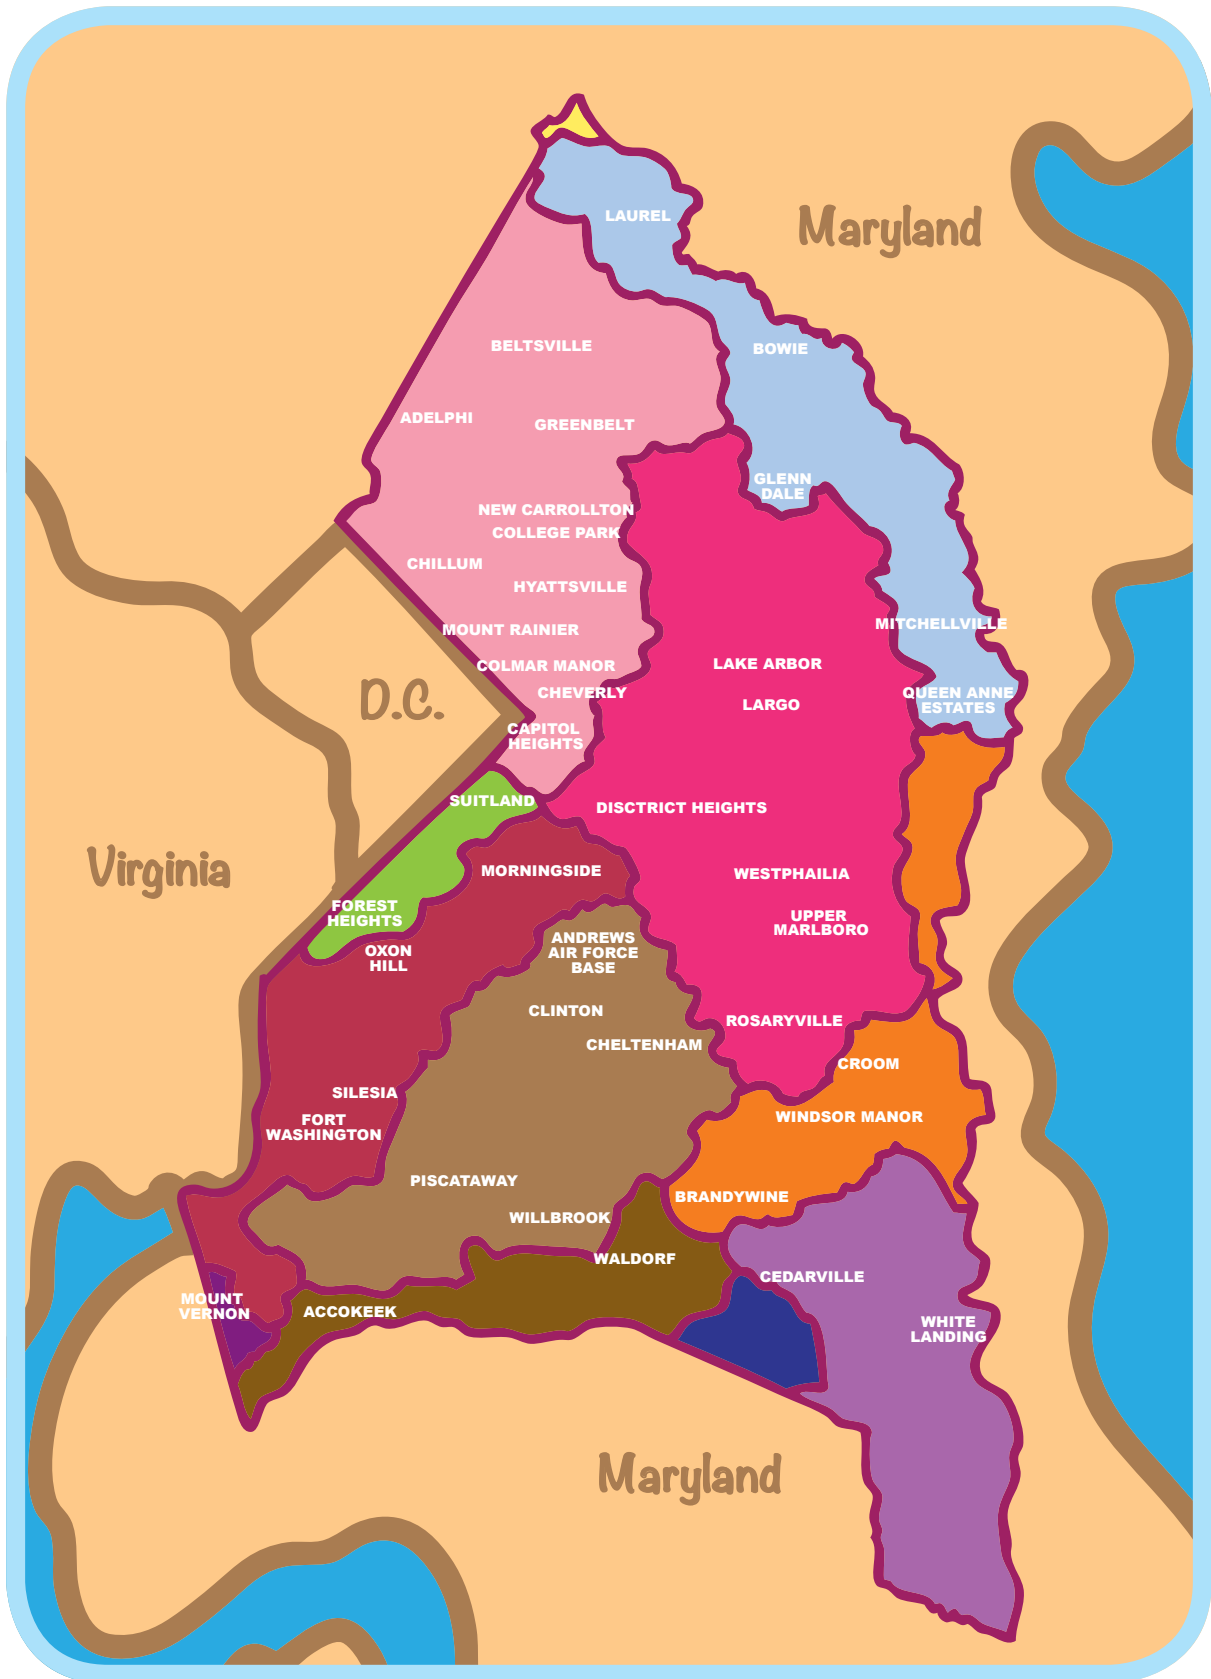 LAUREL
Maryland
BELTSVILLE
BOWIE
ADELPHI
GREENBELT
GLENN
DALE
NEW CARROLLTON
COLLEGE PARK
CHILLUM
HYATTSVILLE
MOUNT RAINIER
MITCHELLVILLE
COLMAR MANOR
LAKE ARBOR
CHEVERLY
QUEEN ANNE
ESTATES
D.C.
LARGO
CAPITOL
HEIGHTS
SUITLAND
DISCTRICT HEIGHTS
Virginia
MORNINGSIDE
WESTPHAILIA
FOREST
HEIGHTS
UPPER
MARLBORO
OXON
HILL
ANDREWS
AIR FORCE
BASE
CLINTON
ROSARYVILLE
CHELTENHAM
CROOM
SILESIA
FORT
WASHINGTON
WINDSOR MANOR
PISCATAWAY
BRANDYWINE
WILLBROOK
WALDORF
CEDARVILLE
MOUNT
VERNON
ACCOKEEK
WHITE
LANDING
Maryland